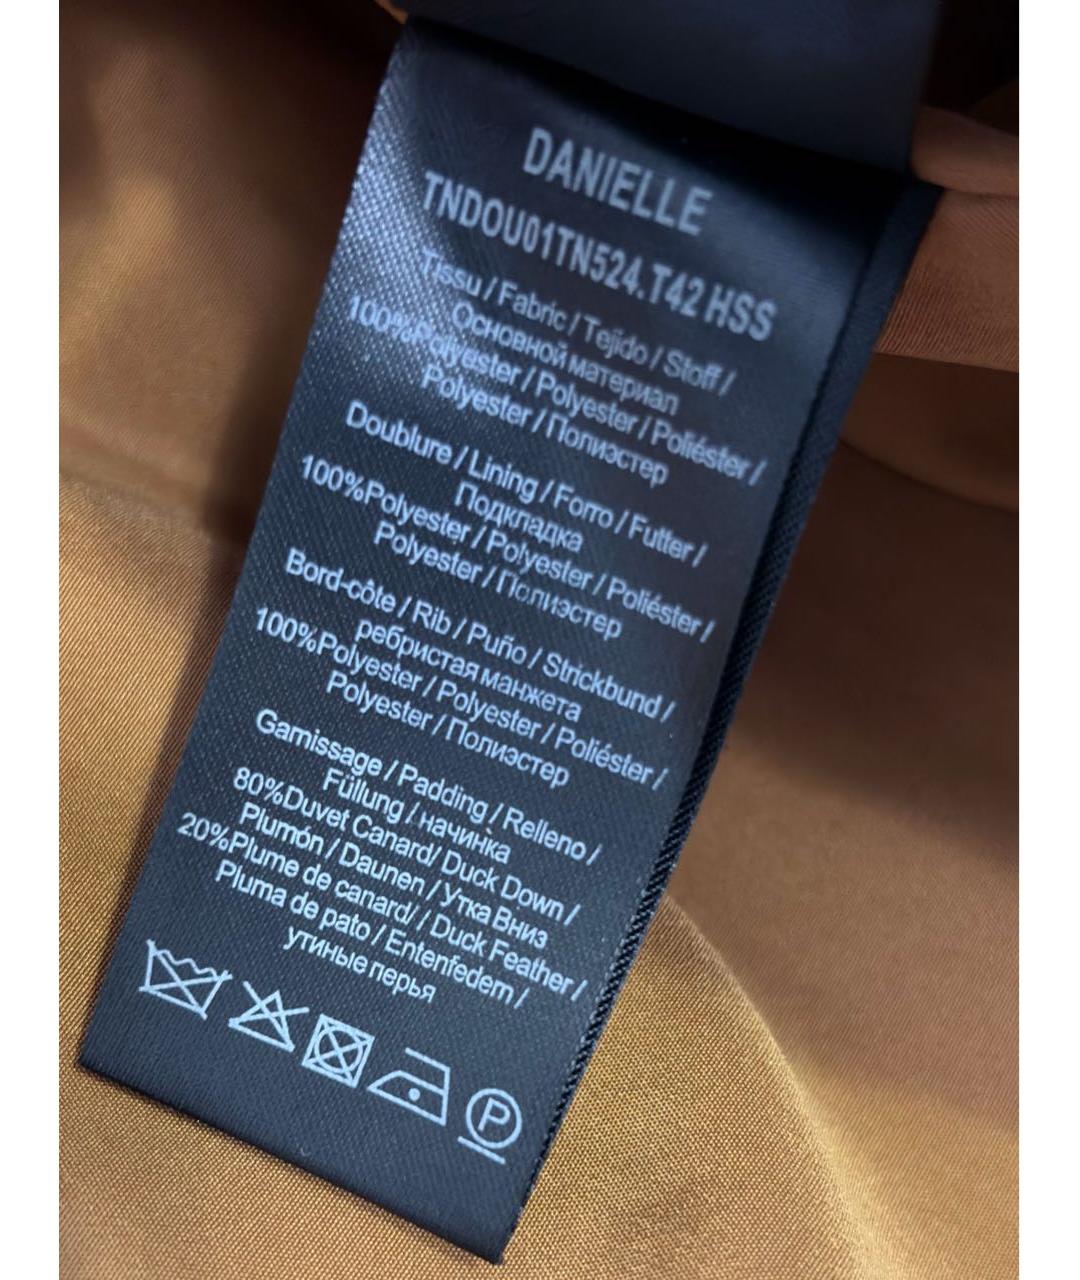 DANIELLE
TNDOU01TN524.T42 HSS
Tissu / Fabric / Tejido / Stoff /
Основной материал
100%Polyester / Polyester / Poliéster /
Polyester / Полиэстер
Doublure / Lining / Forro / Futter /
Подкладка
100%Polyester / Polyester / Poliéster /
Polyester / Полиэстер
Bord-côte / Rib / Puño / Strickbund /
ребристая манжета
100%Polyester / Polyester / Poliéster /
Polyester / Полиэстер
Garnissage / Padding / Relleno /
Füllung / начинка
80%Duvet Canard/ Duck Down /
Plumón / Daunen / Утка Вниз
20%Plume de canard/ / Duck Feather /
Pluma de pato / Entenfedern /
утиные перья
P